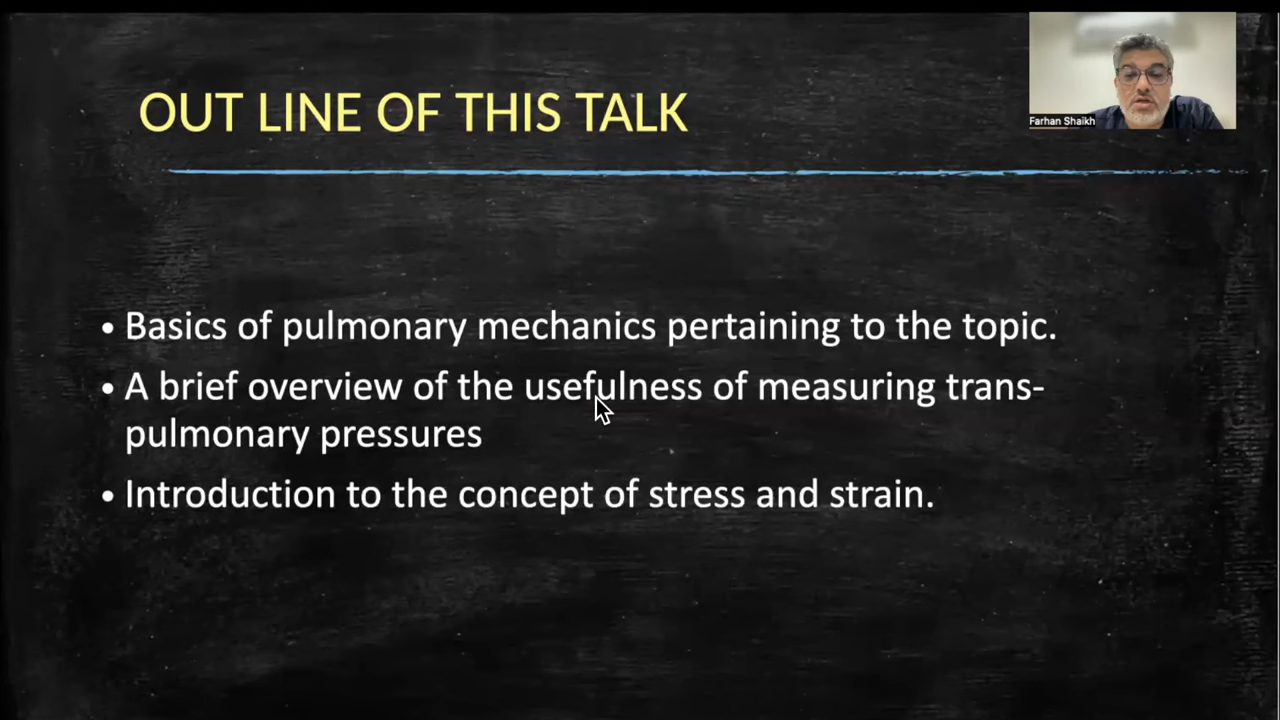 OUT LINE OF THIS TALK
Farhan Shaikh
• Basics of pulmonary mechanics pertaining to the topic.
• A brief overview of the usefulness of measuring trans-
pulmonary pressures
• Introduction to the concept of stress and strain.